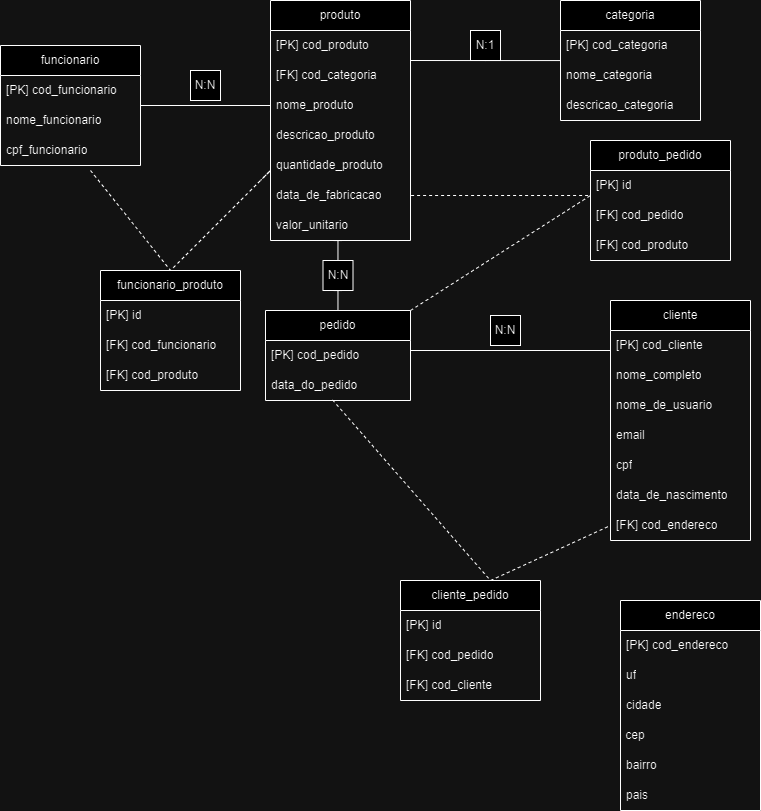 funcionario
[PK] cod_funcionario
nome_funcionario
cpf_funcionario
N:N
produto
[PK] cod_produto
[FK] cod_categoria
nome_produto
descricao_produto
quantidade_produto
data_de_fabricacao
valor_unitario
N:1
categoria
[PK] cod_categoria
nome_categoria
descricao_categoria
produto_pedido
[PK] id
[FK] cod_pedido
[FK] cod_produto
funcionario_produto
[PK] id
[FK] cod_funcionario
[FK] cod_produto
N:N
pedido
[PK] cod_pedido
data_do_pedido
N:N
cliente
[PK] cod_cliente
nome_completo
nome_de_usuario
email
cpf
data_de_nascimento
[FK] cod_endereco
cliente_pedido
[PK] id
[FK] cod_pedido
[FK] cod_cliente
endereco
[PK] cod_endereco
uf
cidade
cep
bairro
pais